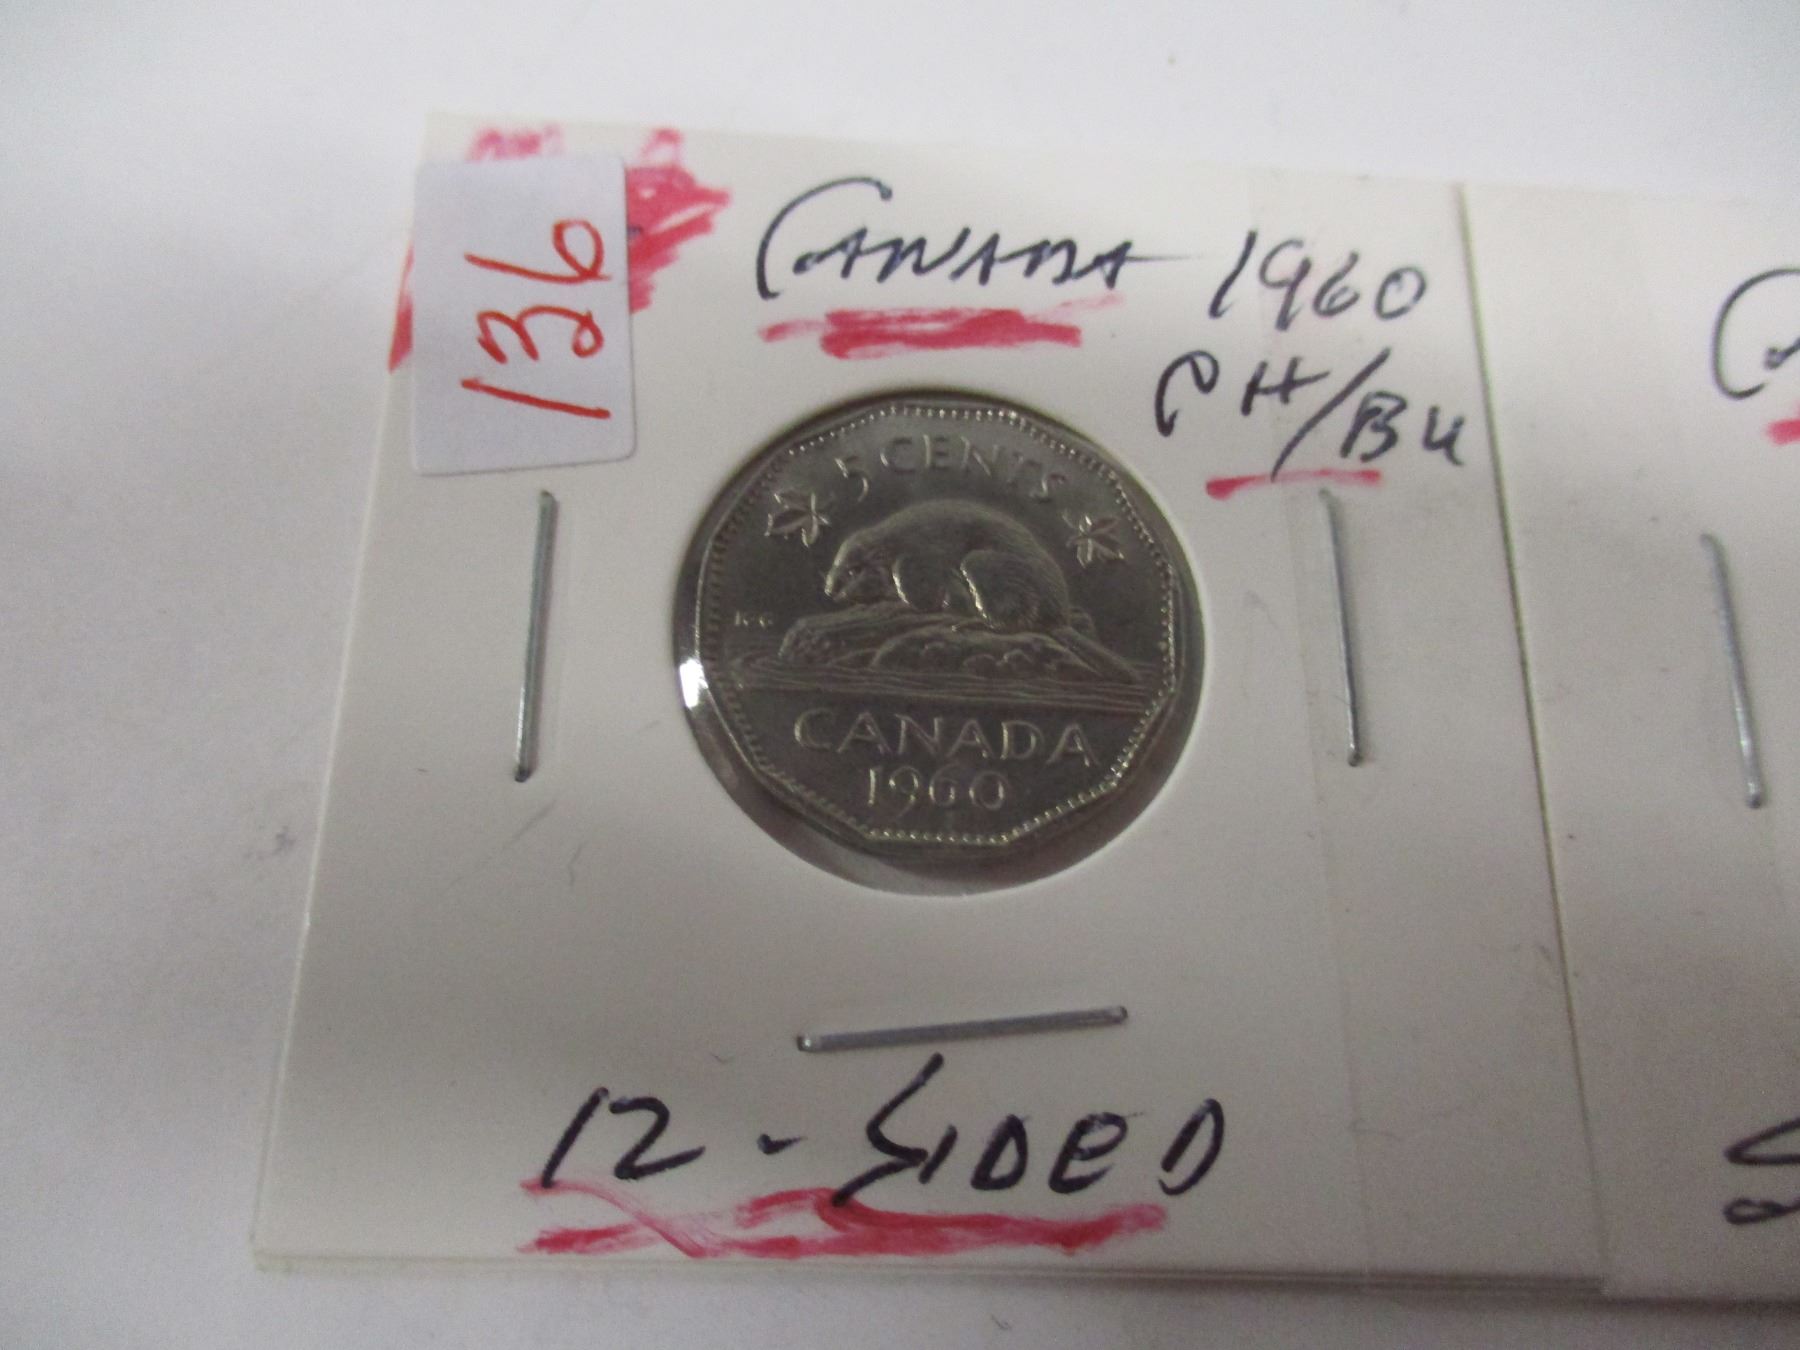 136
CANADA 1960
CH/BU
5 CENTS
KG
CANADA
1960
12-SIDED